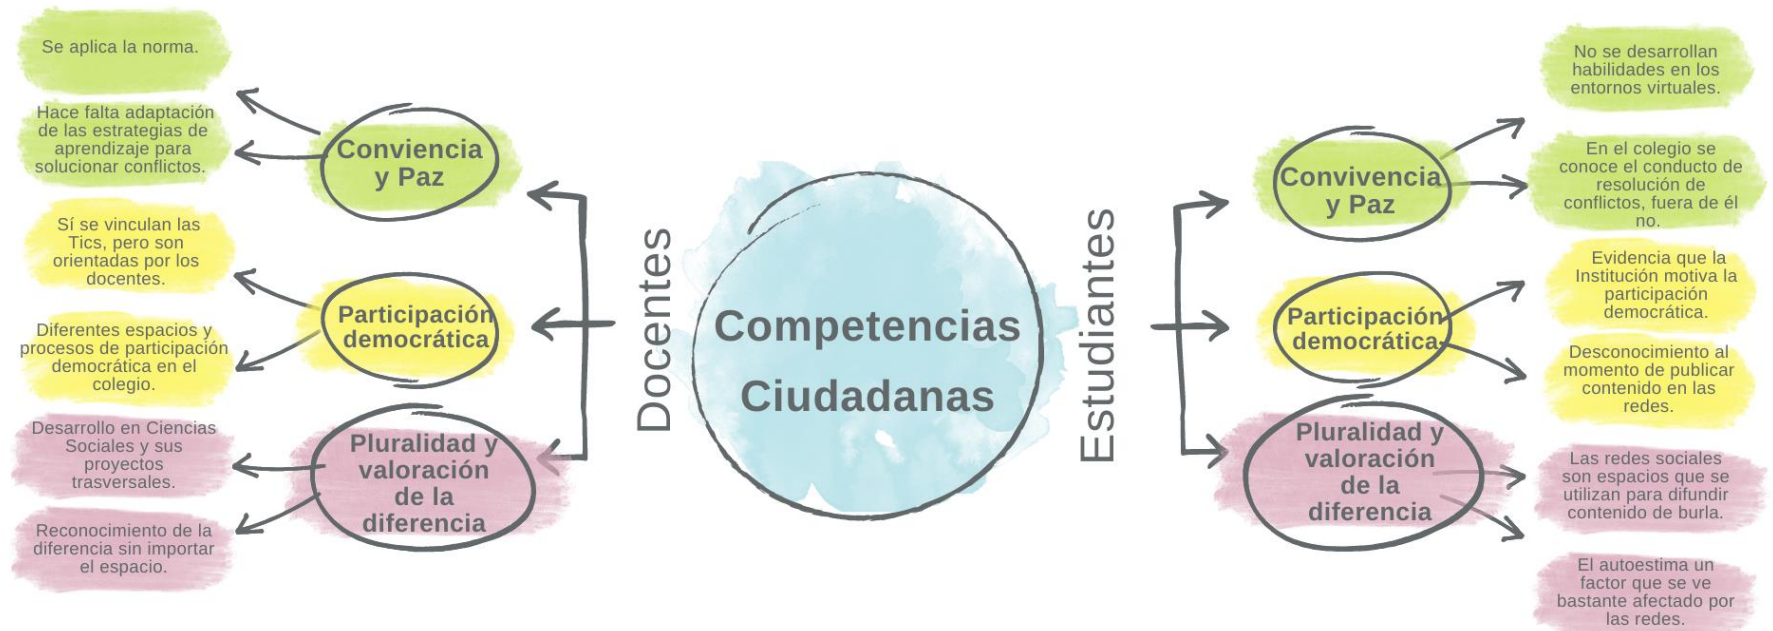 Se aplica la norma.
Hace falta adaptación
de las estrategias de
aprendizaje para
solucionar conflictos.
Conviencia
y Paz
Sí se vinculan las
Tics, pero son
orientadas por los
docentes.
Diferentes espacios y
procesos de participación
democrática en el
colegio.
Participación
democrática
Desarrollo en Ciencias
Sociales y sus
proyectos
trasversales.
Reconocimiento de la
diferencia sin importar
el espacio.
Pluralidad y
valoración
de la
diferencia
Docentes
Competencias
Ciudadanas
Estudiantes
Convivencia
y Paz
No se desarrollan
habilidades en los
entornos virtuales.
En el colegio se
conoce el conducto de
resolución de
conflictos, fuera de él
no.
Participación
democrática
Evidencia que la
Institución motiva la
participación
democrática.
Desconocimiento al
momento de publicar
contenido en las
redes.
Pluralidad y
valoración
de la
diferencia
Las redes sociales
son espacios que se
utilizan para difundir
contenido de burla.
El autoestima un
factor que se ve
bastante afectado por
las redes.